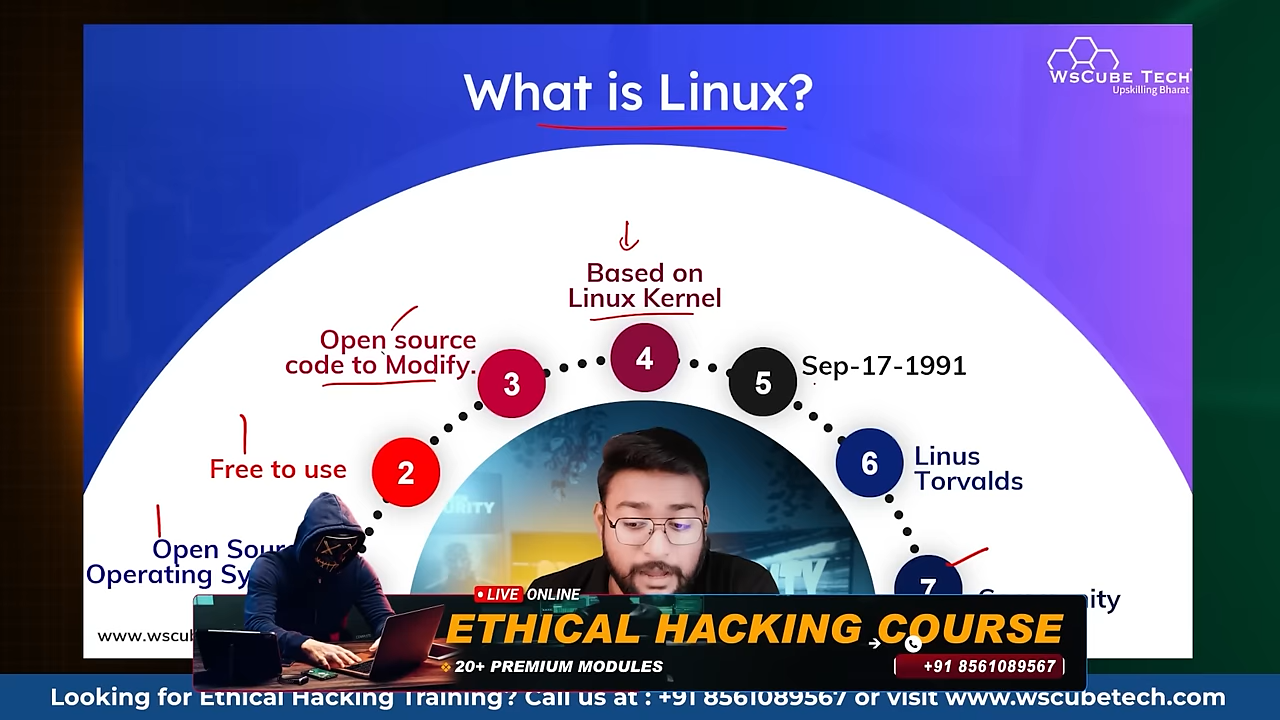 WsCube Tech
Upskilling Bharat
What is Linux?
Based on
Linux Kernel
4
Open source
code to Modify.
3
5
Sep-17-1991
Free to use
2
6
Linus
Torvalds
Open
Operating
7
www.wscub
LIVE ONLINE
ETHICAL HACKING COURSE
20+ PREMIUM MODULES
+91 8561089567
Looking for Ethical Hacking Training? Call us at : +91 8561089567 or visit www.wscubetech.com